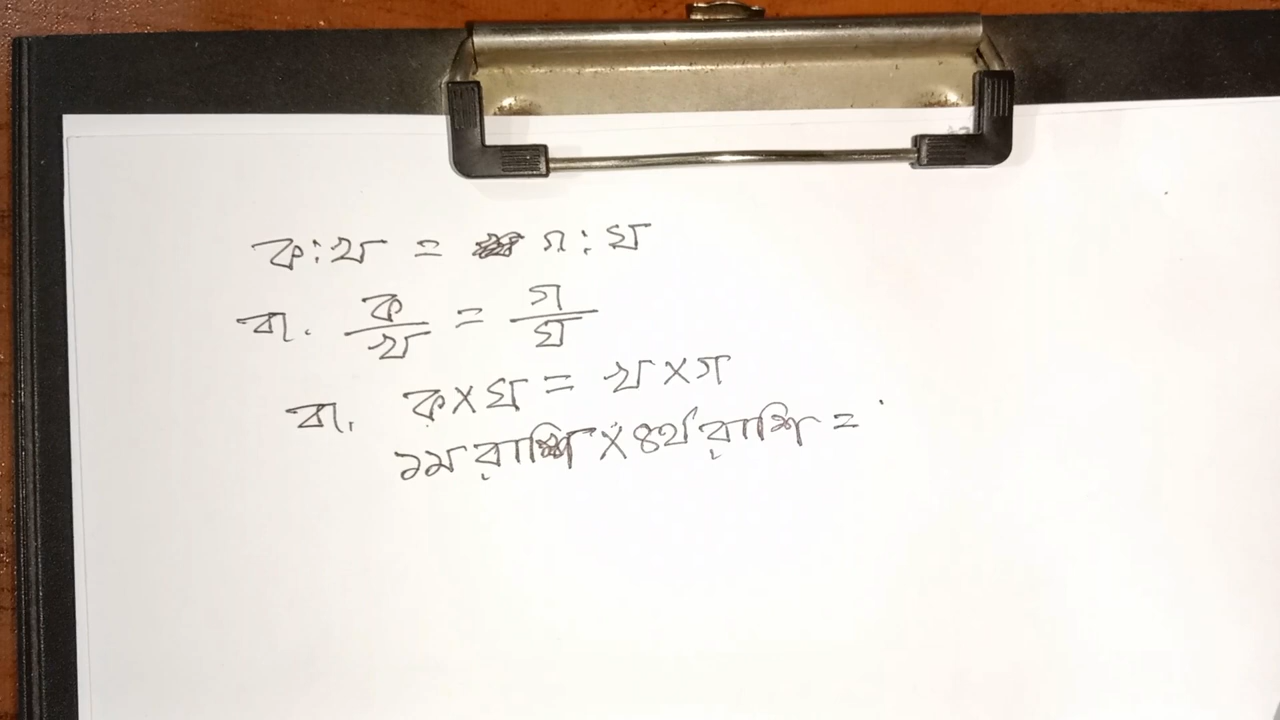 ক:খ = গ:ঘ
বা, ক/খ = গ/ঘ
বা, ক×ঘ = খ×গ
১ম রাশি × ৪র্থ রাশি =